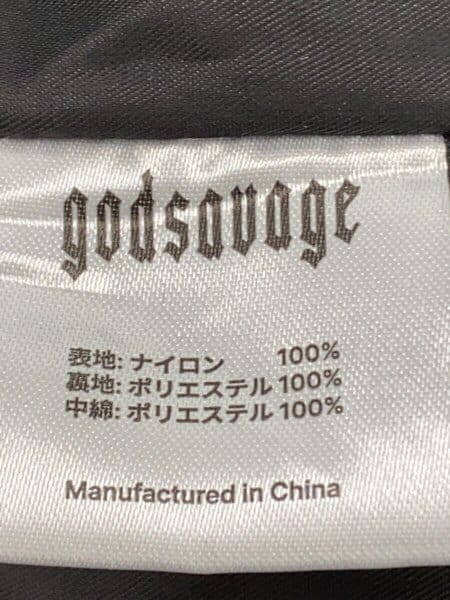 godsavage
表地: ナイロン 100%
裏地: ポリエステル 100%
中綿: ポリエステル 100%
Manufactured in China